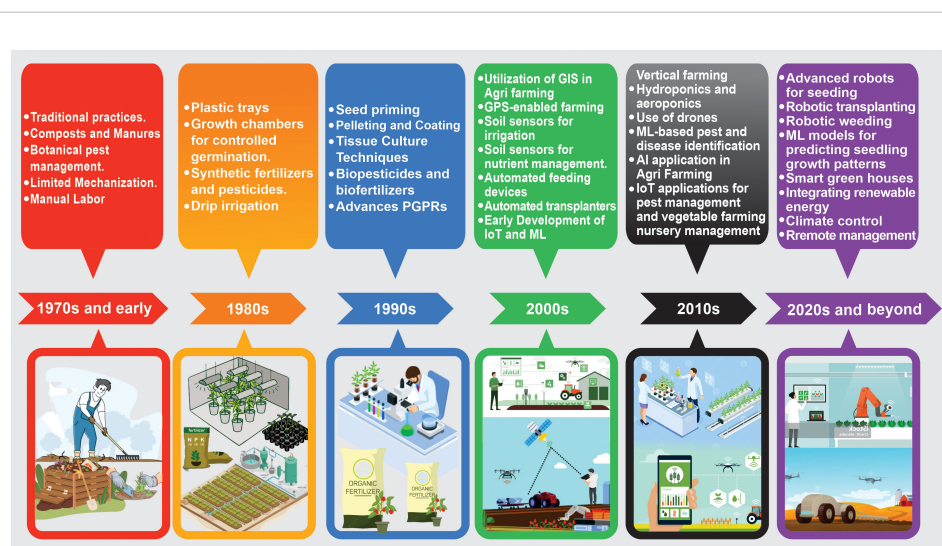 •Traditional practices.
•Composts and Manures
•Botanical pest
management.
•Limited Mechanization.
•Manual Labor
•Plastic trays
•Growth chambers
for controlled
germination.
•Synthetic fertilizers
and pesticides.
•Drip irrigation
•Seed priming
•Pelleting and Coating
•Tissue Culture
Techniques
•Biopesticides and
biofertilizers
•Advances PGPRs
•Utilization of GIS in
Agri farming
•GPS-enabled farming
•Soil sensors for
irrigation
•Soil sensors for
nutrient management.
•Automated feeding
devices
•Automated transplanters
•Early Development of
IoT and ML
Vertical farming
•Hydroponics and
aeroponics
•Use of drones
•ML-based pest and
disease identification
•AI application in
Agri Farming
•IoT applications for
pest management
and vegetable farming
nursery management
•Advanced robots
for seeding
•Robotic transplanting
•Robotic weeding
•ML models for
predicting seedling
growth patterns
•Smart green houses
•Integrating renewable
energy
•Climate control
•Rremote management
1970s and early
1980s
1990s
2000s
2010s
2020s and beyond
fertilizer
N P K
ORGANIC
FERTILIZER
ORGANIC
FERTILIZER